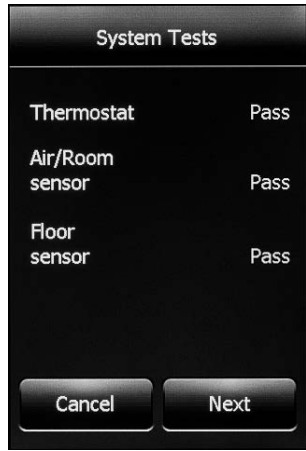 System Tests
Thermostat Pass
Air/Room
sensor Pass
Floor
sensor Pass
Cancel Next